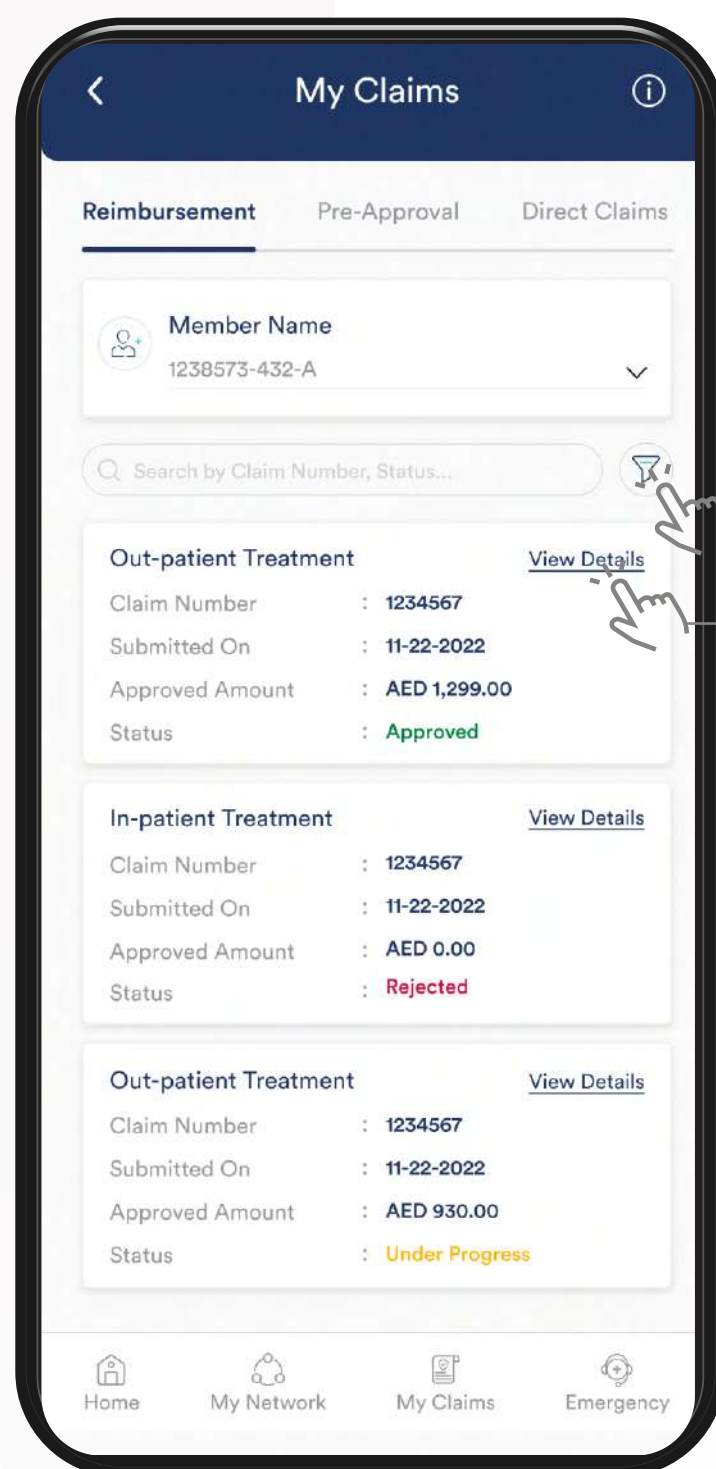 My Claims
Reimbursement Pre-Approval Direct Claims
Member Name
1238573-432-A
Search by Claim Number, Status...
Out-patient Treatment View Details
Claim Number : 1234567
Submitted On : 11-22-2022
Approved Amount : AED 1,299.00
Status : Approved
In-patient Treatment View Details
Claim Number : 1234567
Submitted On : 11-22-2022
Approved Amount : AED 0.00
Status : Rejected
Out-patient Treatment View Details
Claim Number : 1234567
Submitted On : 11-22-2022
Approved Amount : AED 930.00
Status : Under Progress
Home My Network My Claims Emergency